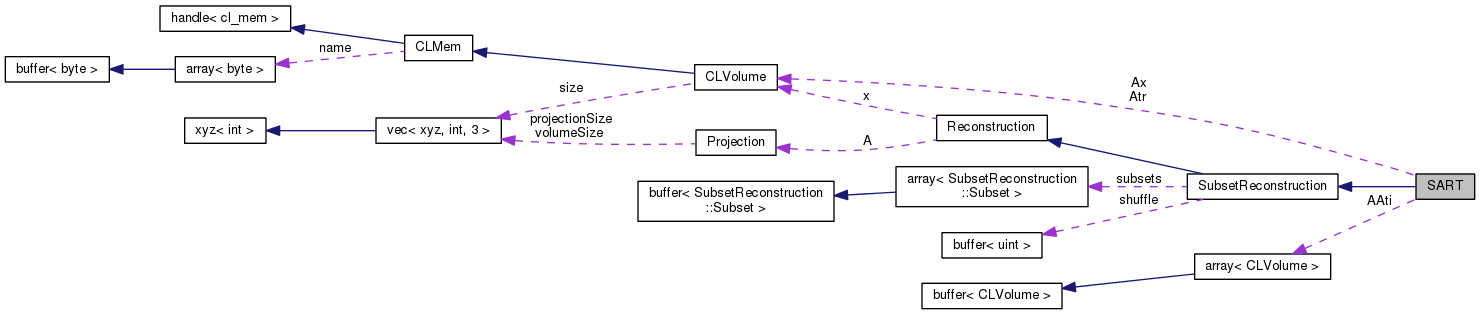 handle< cl_mem >
name
CLMem
buffer< byte >
array< byte >
size
CLVolume
Ax
Atr
x
xyz< int >
vec< xyz, int, 3 >
projectionSize
volumeSize
Projection
A
Reconstruction
buffer< SubsetReconstruction
::Subset >
array< SubsetReconstruction
::Subset >
subsets
shuffle
SubsetReconstruction
SART
AAti
buffer< uint >
array< CLVolume >
buffer< CLVolume >